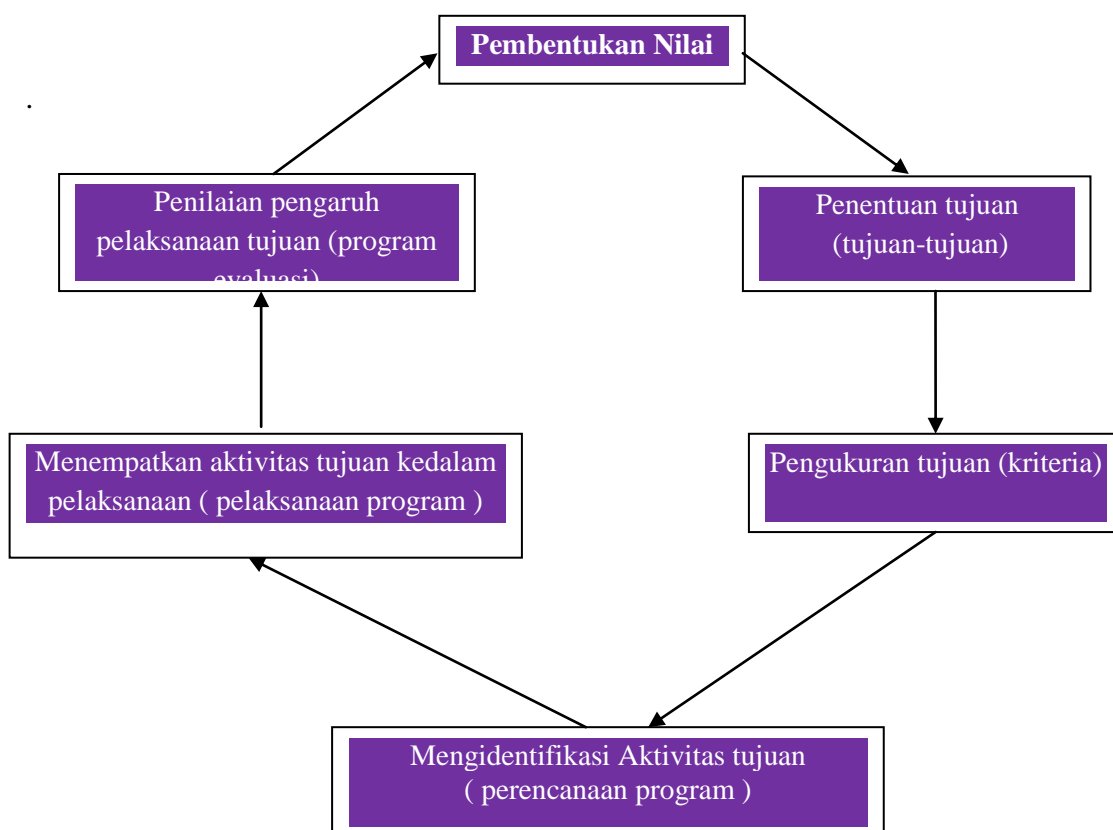 Pembentukan Nilai
.
Penilaian pengaruh
pelaksanaan tujuan (program
evaluasi)
Penentuan tujuan
(tujuan-tujuan)
Menempatkan aktivitas tujuan kedalam
pelaksanaan ( pelaksanaan program )
Pengukuran tujuan (kriteria)
Mengidentifikasi Aktivitas tujuan
( perencanaan program )